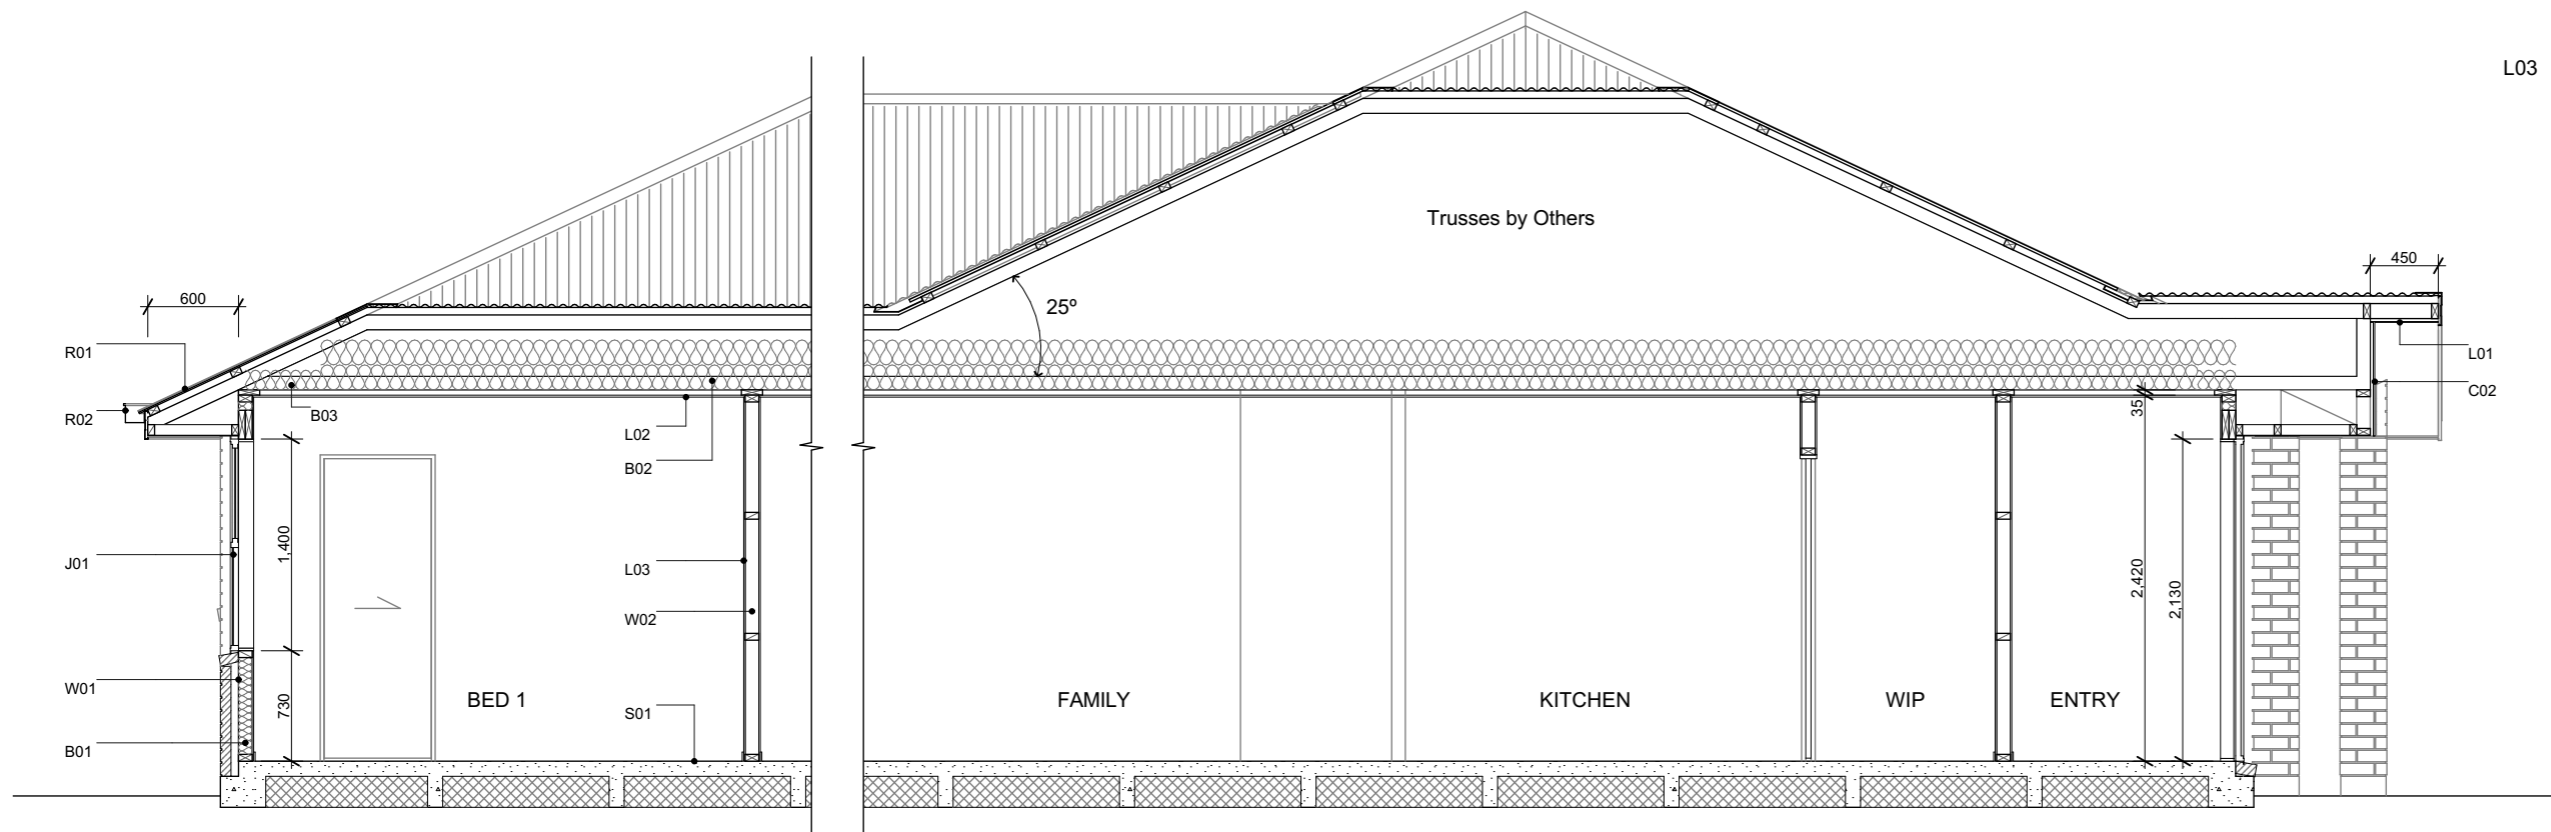 L03
Trusses by Others
450
600
25°
R01
L01
C02
R02
B03
35
L02
B02
1,400
J01
L03
2,420
2,130
W02
W01
730
BED 1
FAMILY
KITCHEN
WIP
ENTRY
S01
B01